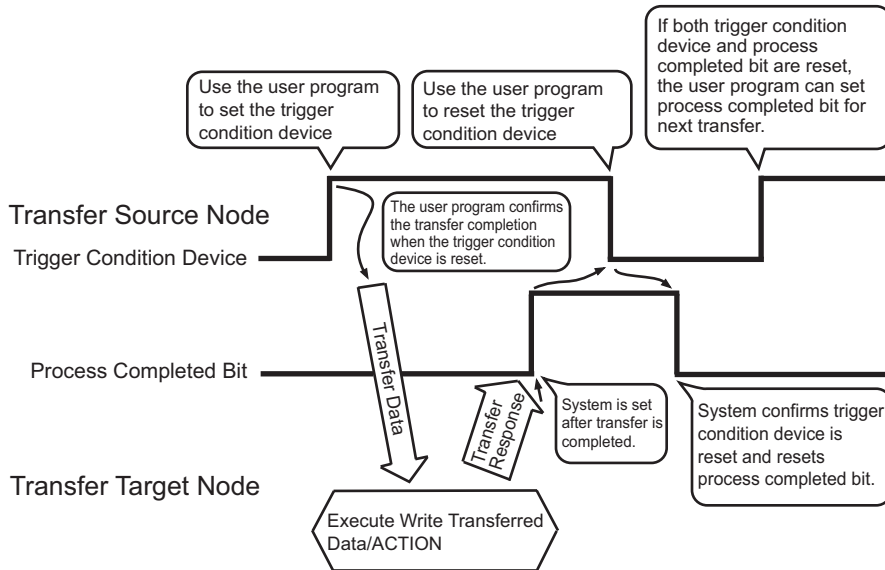 If both trigger condition
device and process
completed bit are reset,
the user program can set
process completed bit for
next transfer.
Use the user program
to set the trigger
condition device
Use the user program
to reset the trigger
condition device
Transfer Source Node
The user program confirms
the transfer completion
when the trigger condition
device is reset.
Trigger Condition Device
Transfer Data
Process Completed Bit
Transfer
Response
System is set
after transfer is
completed.
System confirms trigger
condition device is
reset and resets
process completed bit.
Transfer Target Node
Execute Write Transferred
Data/ACTION